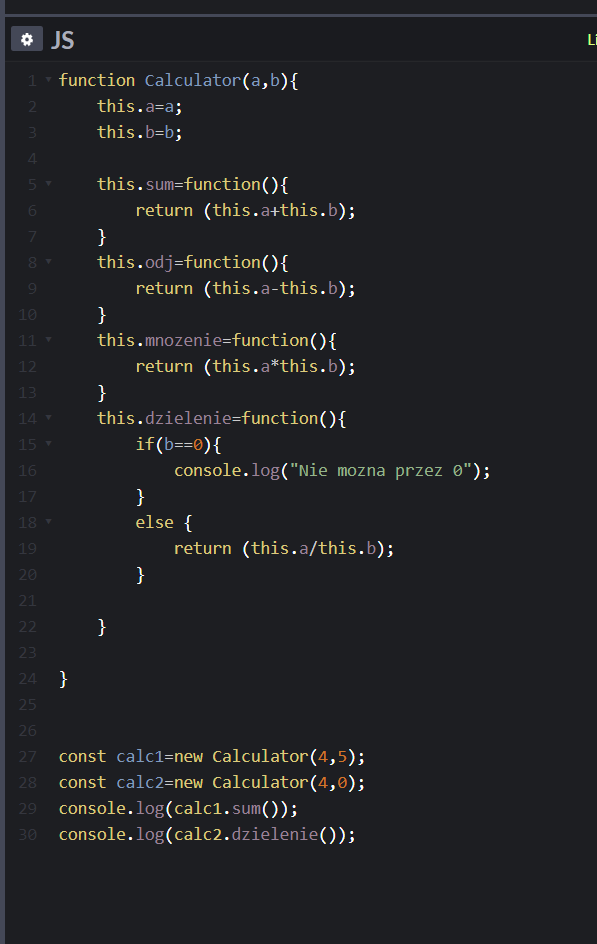 JS
Li
1 function Calculator(a,b){
2     this.a=a;
3     this.b=b;
4
5     this.sum=function(){
6         return (this.a+this.b);
7     }
8     this.odj=function(){
9         return (this.a-this.b);
10     }
11     this.mnozenie=function(){
12         return (this.a*this.b);
13     }
14     this.dzielenie=function(){
15         if(b==0){
16             console.log("Nie mozna przez 0");
17         }
18         else {
19             return (this.a/this.b);
20         }
21
22     }
23
24 }
25
26
27 const calc1=new Calculator(4,5);
28 const calc2=new Calculator(4,0);
29 console.log(calc1.sum());
30 console.log(calc2.dzielenie());